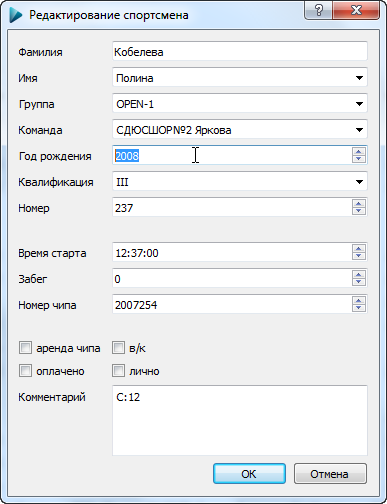 Редактирование спортсмена
Фамилия Кобелева
Имя Полина
Группа OPEN-1
Команда СДЮСШОР№2 Яркова
Год рождения 2008
Квалификация III
Номер 237
Время старта 12:37:00
Забег 0
Номер чипа 2007254
аренда чипа в/к
оплачено лично
Комментарий C:12
OK Отмена